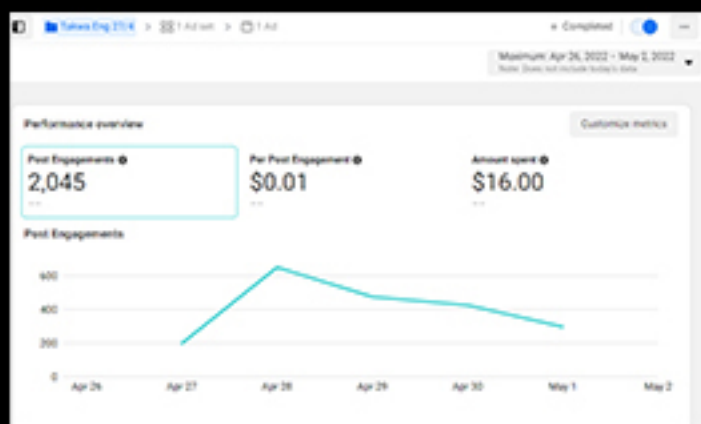 Takwa Eng 27/4 > 1 Ad set > 1 Ad
Completed
Maximum: Apr 26, 2022 – May 2, 2022
Note: Does not include today's data
Performance overview
Customize metrics
Post Engagements
Per Post Engagement
Amount spent
2,045
$0.01
$16.00
--
--
--
Post Engagements
600
400
200
0
Apr 26 Apr 27 Apr 28 Apr 29 Apr 30 May 1 May 2